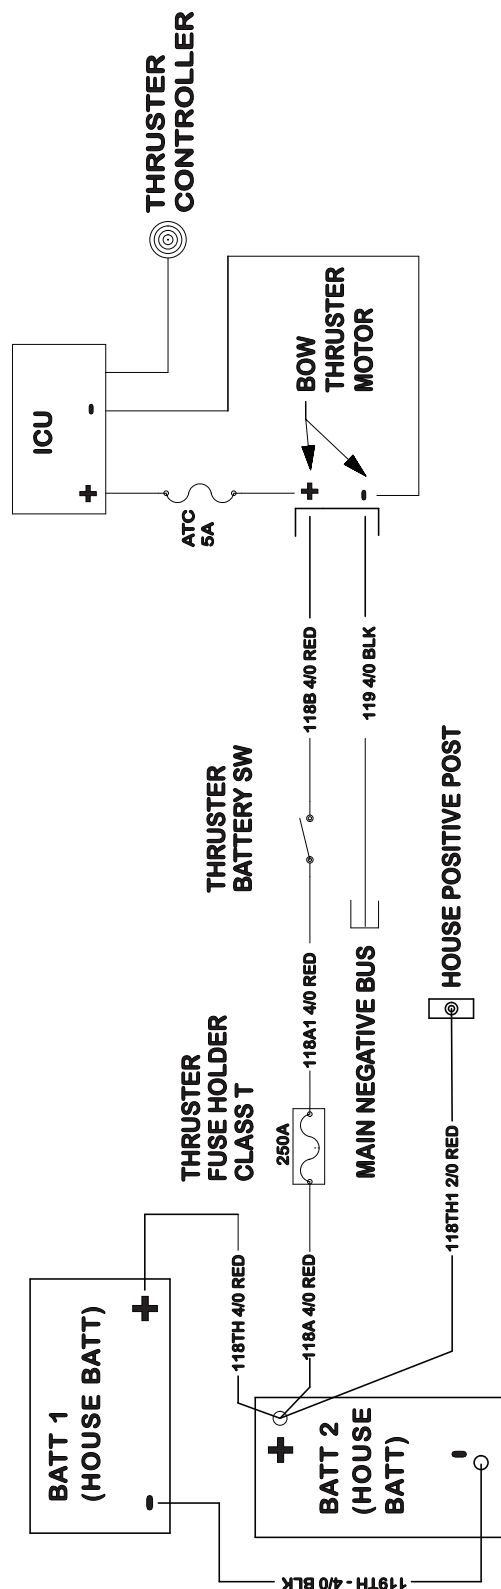 BATT 1
(HOUSE BATT)
-
+
119TH - 4/0 BLK
BATT 2
(HOUSE
BATT)
+
-
118TH 4/0 RED
118A 4/0 RED
118TH1 2/0 RED
THRUSTER
FUSE HOLDER
CLASS T
250A
118A1 4/0 RED
MAIN NEGATIVE BUS
HOUSE POSITIVE POST
THRUSTER
BATTERY SW
118B 4/0 RED
119 4/0 BLK
ATC
5A
+
-
BOW
THRUSTER
MOTOR
ICU
+
-
THRUSTER
CONTROLLER